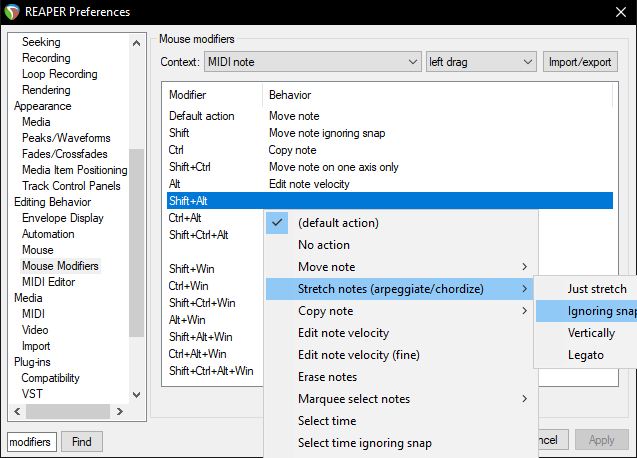 REAPER Preferences
Seeking
Recording
Loop Recording
Rendering
Appearance
Media
Peaks/Waveforms
Fades/Crossfades
Media Item Positioning
Track Control Panels
Editing Behavior
Envelope Display
Automation
Mouse
Mouse Modifiers
MIDI Editor
Media
MIDI
Video
Import
Plug-ins
Compatibility
VST
modifiers Find
Mouse modifiers
Context: MIDI note left drag Import/export
Modifier Behavior
Default action Move note
Shift Move note ignoring snap
Ctrl Copy note
Shift+Ctrl Move note on one axis only
Alt Edit note velocity
Shift+Alt
Ctrl+Alt
Shift+Ctrl+Alt
Shift+Win
Ctrl+Win
Shift+Ctrl+Win
Alt+Win
Shift+Alt+Win
Ctrl+Alt+Win
Shift+Ctrl+Alt+Win
(default action)
No action
Move note
Stretch notes (arpeggiate/chordize)
Copy note
Edit note velocity
Edit note velocity (fine)
Erase notes
Marquee select notes
Select time
Select time ignoring snap
Just stretch
Ignoring snap
Vertically
Legato
ncel Apply